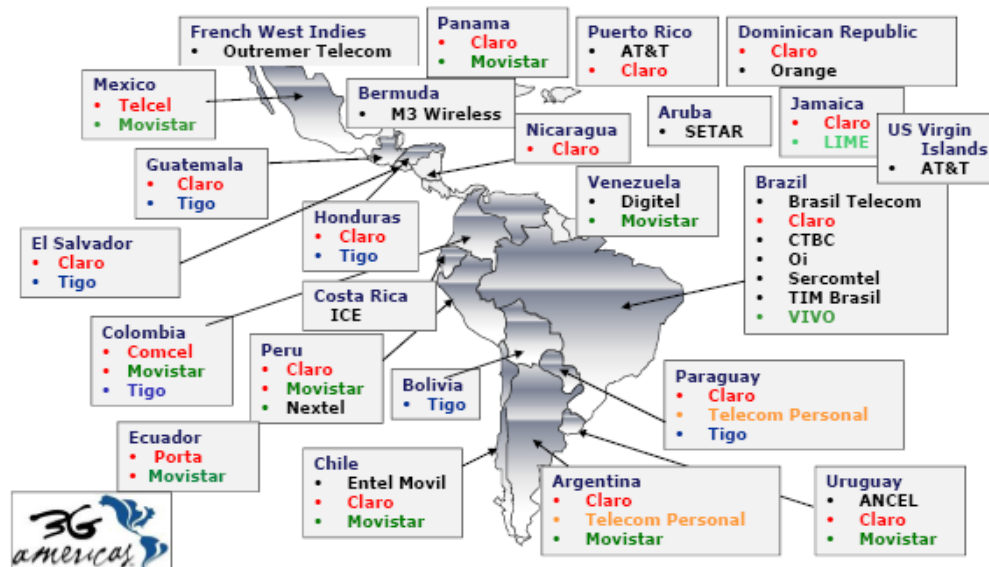 French West Indies
• Outremer Telecom
Panama
• Claro
• Movistar
Puerto Rico
• AT&T
• Claro
Dominican Republic
• Claro
• Orange
Mexico
• Telcel
• Movistar
Bermuda
• M3 Wireless
Nicaragua
• Claro
Aruba
• SETAR
Jamaica
• Claro
• LIME
US Virgin
Islands
• AT&T
Guatemala
• Claro
• Tigo
El Salvador
• Claro
• Tigo
Honduras
• Claro
• Tigo
Venezuela
• Digitel
• Movistar
Brazil
• Brasil Telecom
• Claro
• CTBC
• Oi
• Sercomtel
• TIM Brasil
• VIVO
Costa Rica
ICE
Colombia
• Comcel
• Movistar
• Tigo
Peru
• Claro
• Movistar
• Nextel
Bolivia
• Tigo
Paraguay
• Claro
• Telecom Personal
• Tigo
Ecuador
• Porta
• Movistar
Chile
• Entel Movil
• Claro
• Movistar
Argentina
• Claro
• Telecom Personal
• Movistar
Uruguay
• ANCEL
• Claro
• Movistar
3G
americas